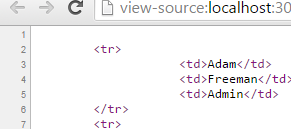 view-source:localhost:30
1
2 <tr>
3 <td>Adam</td>
4 <td>Freeman</td>
5 <td>Admin</td>
6 </tr>
7 <tr>